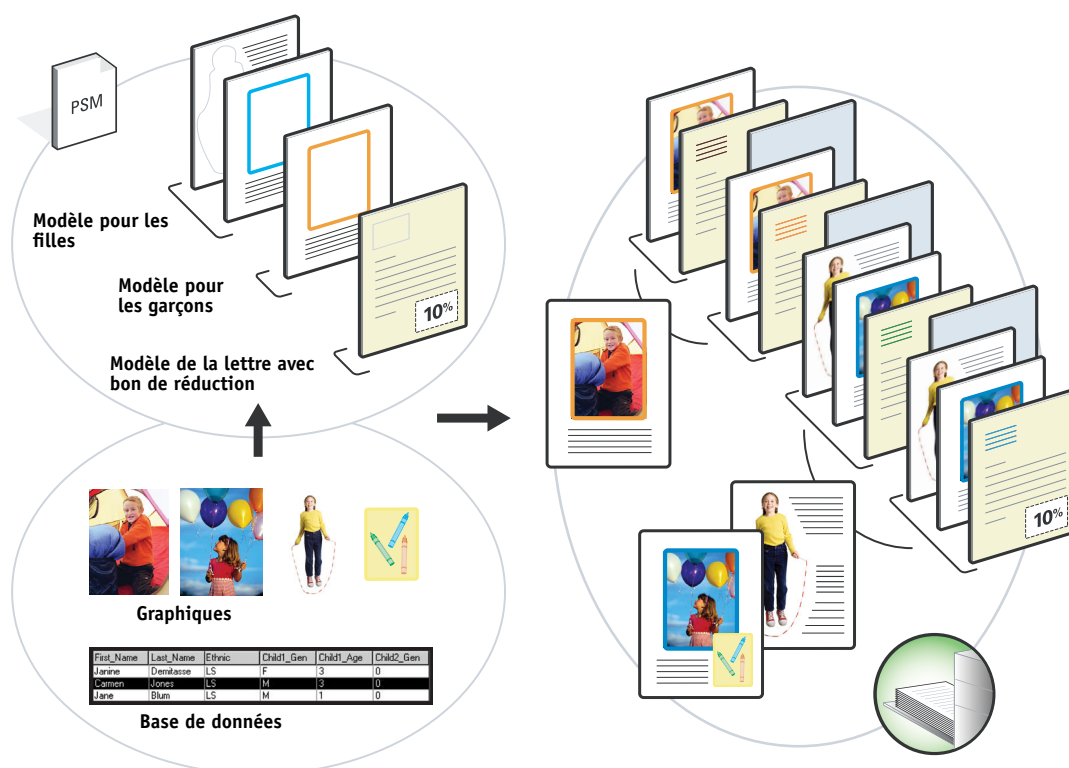 PSM
Modèle pour les
filles
Modèle pour
les garçons
10%
Modèle de la lettre avec
bon de réduction
Graphiques
First_Name Last_Name Ethnic Child1_Gen Child1_Age Child2_Gen
Janine Demitasse LS F 3 0
Carmen Jones LS M 3 0
Jane Blum LS M 1 0
Base de données
10%